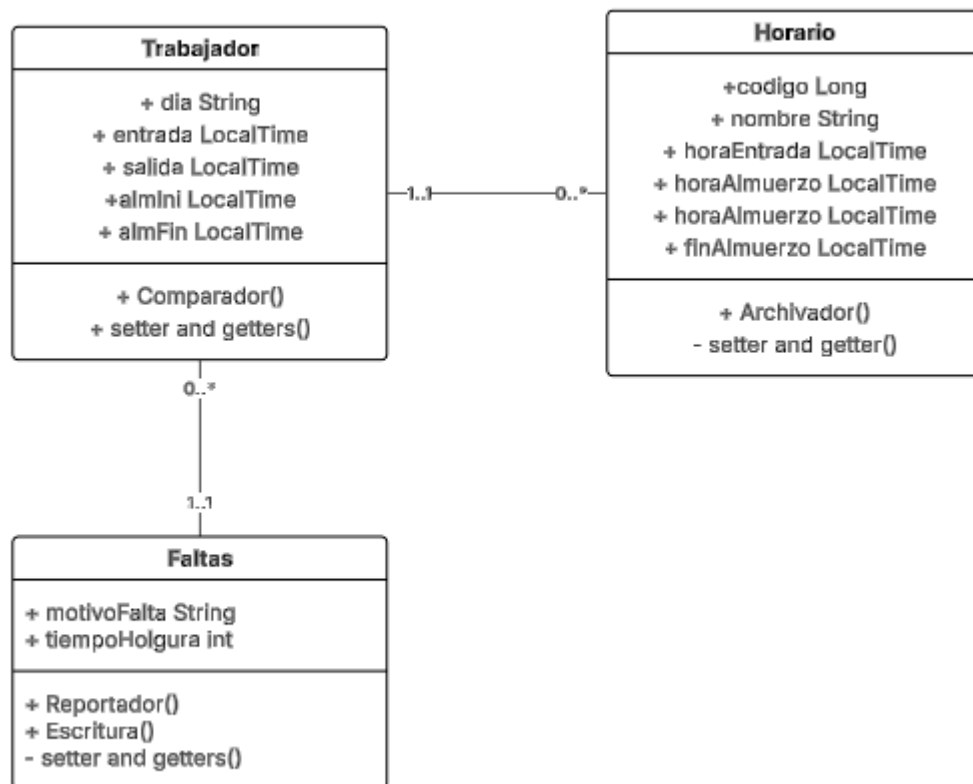 Trabajador
+ dia String
+ entrada LocalTime
+ salida LocalTime
+almIni LocalTime
+ almFin LocalTime
+ Comparador()
+ setter and getters()
1..1
0..*
Horario
+codigo Long
+ nombre String
+ horaEntrada LocalTime
+ horaAlmuerzo LocalTime
+ horaAlmuerzo LocalTime
+ finAlmuerzo LocalTime
+ Archivador()
- setter and getter()
0..*
1..1
Faltas
+ motivoFalta String
+ tiempoHolgura int
+ Reportador()
+ Escritura()
- setter and getters()